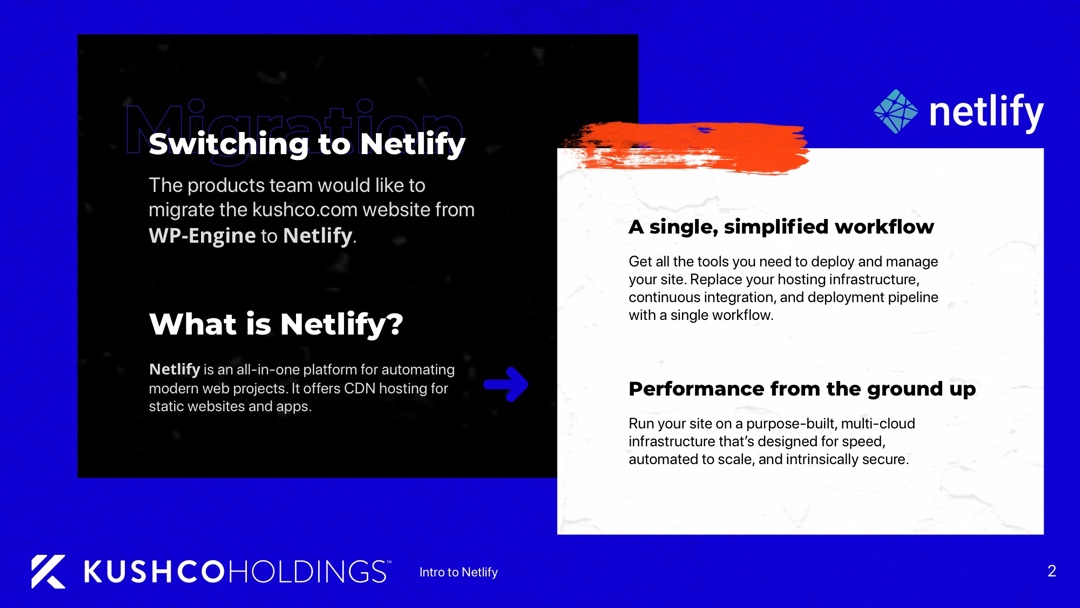 Migration
Switching to Netlify
The products team would like to
migrate the kushco.com website from
WP-Engine to Netlify.
What is Netlify?
Netlify is an all-in-one platform for automating
modern web projects. It offers CDN hosting for
static websites and apps.
netlify
A single, simplified workflow
Get all the tools you need to deploy and manage
your site. Replace your hosting infrastructure,
continuous integration, and deployment pipeline
with a single workflow.
Performance from the ground up
Run your site on a purpose-built, multi-cloud
infrastructure that’s designed for speed,
automated to scale, and intrinsically secure.
KUSHCOHOLDINGS™
Intro to Netlify
2